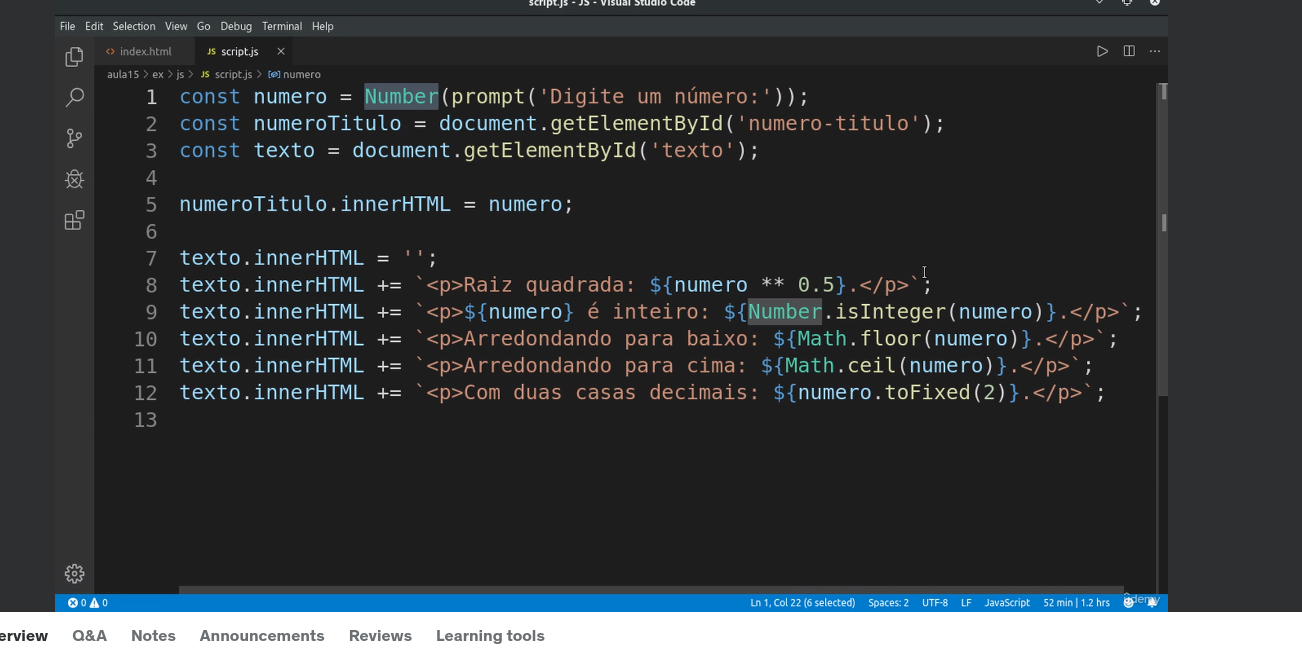 script.js - JS - Visual Studio Code
File Edit Selection View Go Debug Terminal Help
<> index.html JS script.js ×
aula15 > ex > js > JS script.js > numero
1 const numero = Number(prompt('Digite um número:'));
2 const numeroTitulo = document.getElementById('numero-titulo');
3 const texto = document.getElementById('texto');
4
5 numeroTitulo.innerHTML = numero;
6
7 texto.innerHTML = '';
8 texto.innerHTML += `<p>Raiz quadrada: ${numero ** 0.5}.</p>`;
9 texto.innerHTML += `<p>${numero} é inteiro: ${Number.isInteger(numero)}.</p>`;
10 texto.innerHTML += `<p>Arredondando para baixo: ${Math.floor(numero)}.</p>`;
11 texto.innerHTML += `<p>Arredondando para cima: ${Math.ceil(numero)}.</p>`;
12 texto.innerHTML += `<p>Com duas casas decimais: ${numero.toFixed(2)}.</p>`;
13
0 0 Ln 1, Col 22 (6 selected) Spaces: 2 UTF-8 LF JavaScript 52 min | 1.2 hrs
ûdemy
erview Q&A Notes Announcements Reviews Learning tools